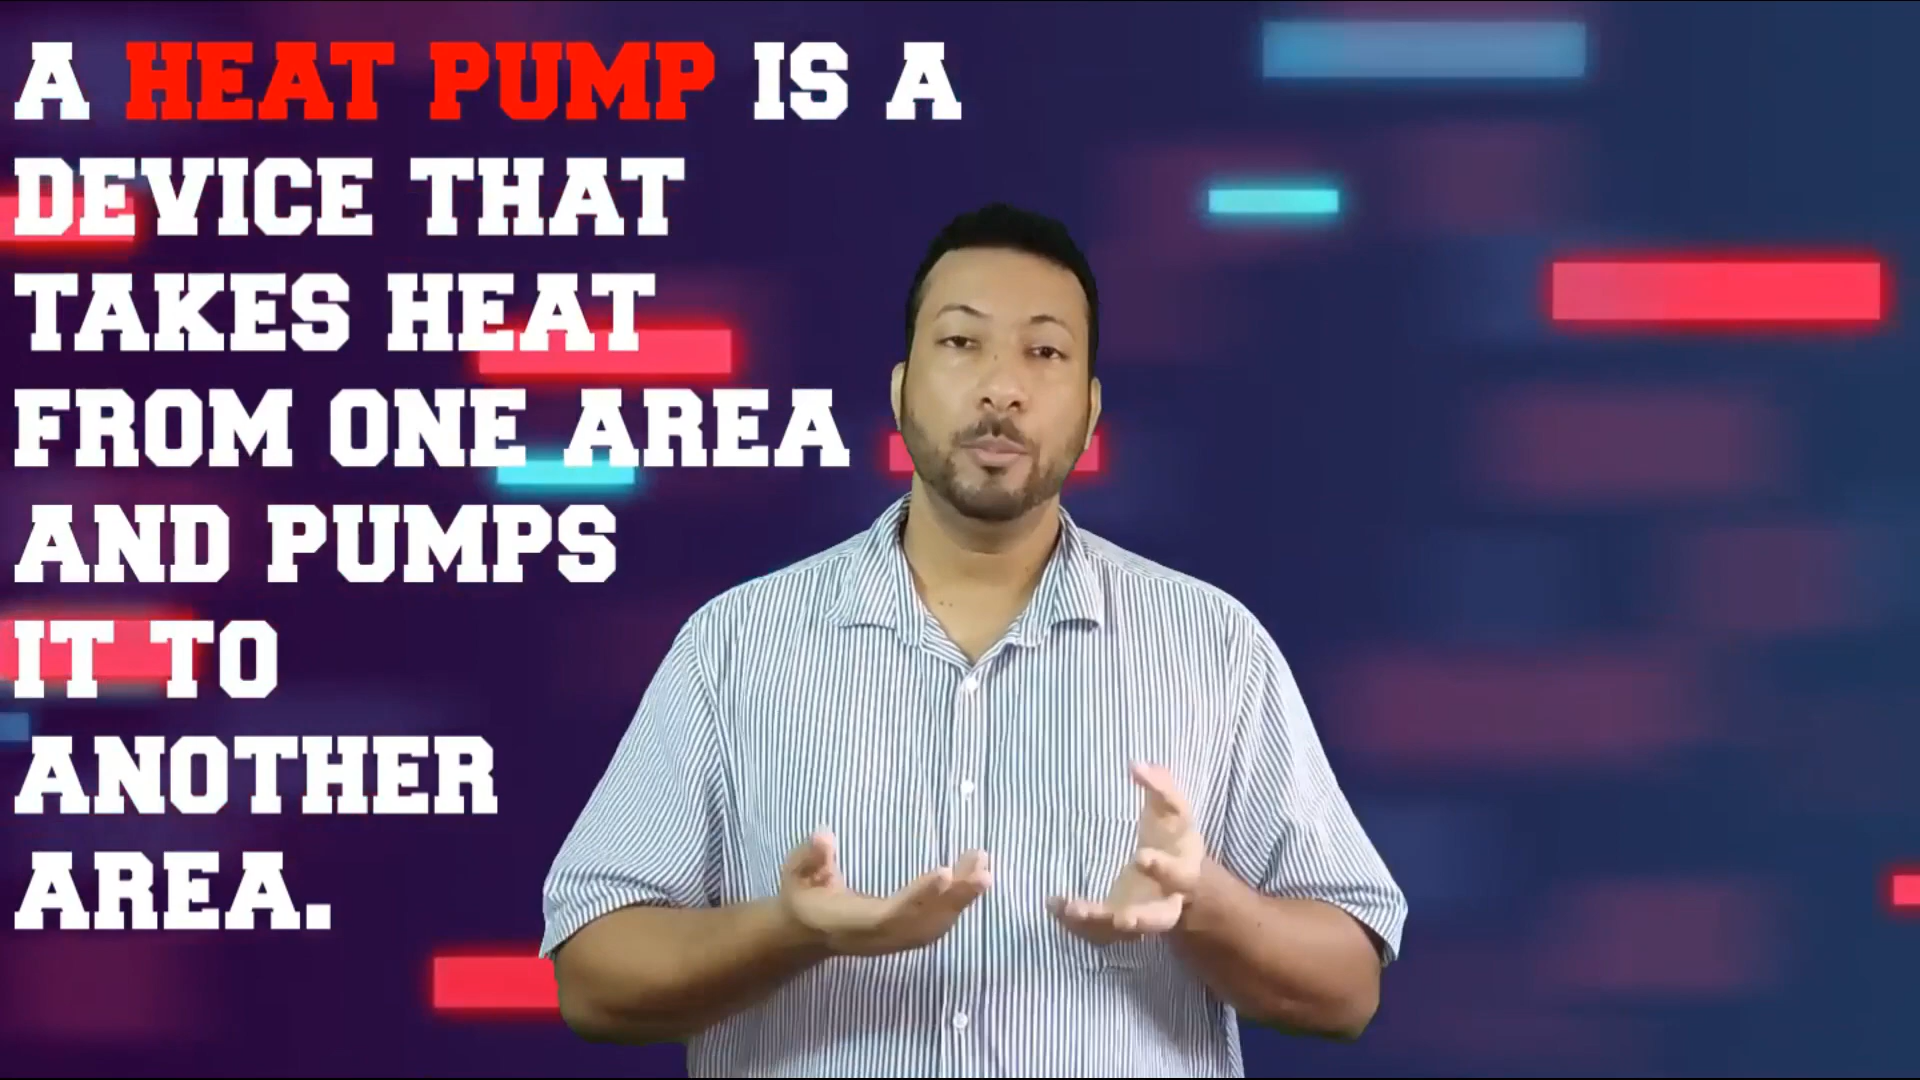 A HEAT PUMP IS A
DEVICE THAT
TAKES HEAT
FROM ONE AREA
AND PUMPS
IT TO
ANOTHER
AREA.